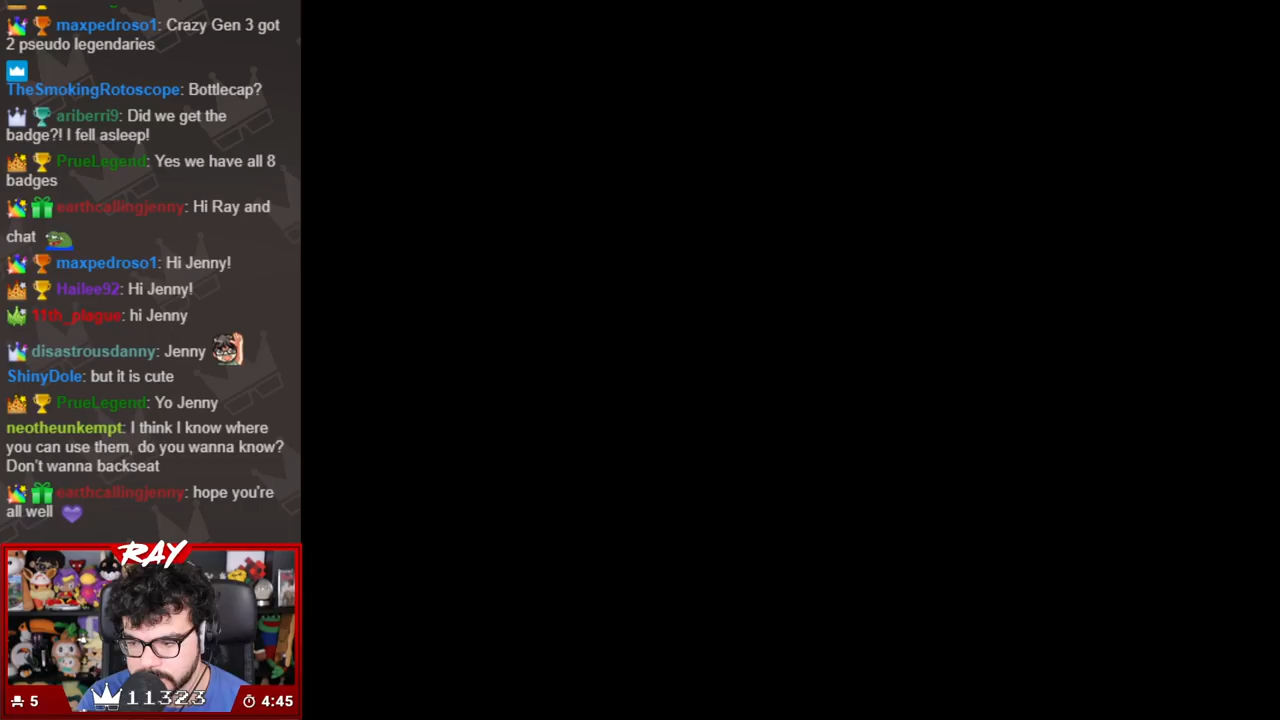 maxpedroso1: Crazy Gen 3 got
2 pseudo legendaries
TheSmokingRotoscope: Bottlecap?
ariberri9: Did we get the
badge?! I fell asleep!
PrueLegend: Yes we have all 8
badges
earthcallingjenny: Hi Ray and
chat
maxpedroso1: Hi Jenny!
Hailee92: Hi Jenny!
11th_plague: hi Jenny
disastrousdanny: Jenny
ShinyDole: but it is cute
PrueLegend: Yo Jenny
neotheunkempt: I think I know where
you can use them, do you wanna know?
Don't wanna backseat
earthcallingjenny: hope you're
all well
RAY
5
11323
4:45